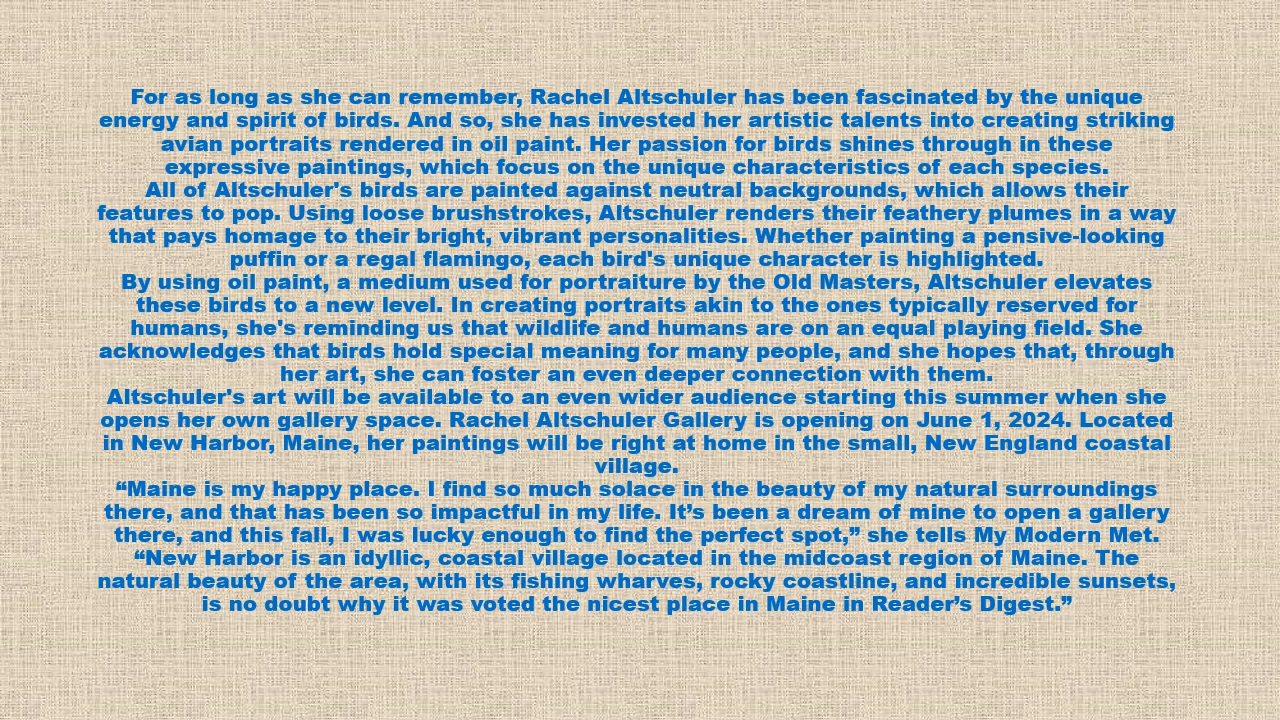 For as long as she can remember, Rachel Altschuler has been fascinated by the unique
energy and spirit of birds. And so, she has invested her artistic talents into creating striking
avian portraits rendered in oil paint. Her passion for birds shines through in these
expressive paintings, which focus on the unique characteristics of each species.
All of Altschuler's birds are painted against neutral backgrounds, which allows their
features to pop. Using loose brushstrokes, Altschuler renders their feathery plumes in a way
that pays homage to their bright, vibrant personalities. Whether painting a pensive-looking
puffin or a regal flamingo, each bird's unique character is highlighted.
By using oil paint, a medium used for portraiture by the Old Masters, Altschuler elevates
these birds to a new level. In creating portraits akin to the ones typically reserved for
humans, she's reminding us that wildlife and humans are on an equal playing field. She
acknowledges that birds hold special meaning for many people, and she hopes that, through
her art, she can foster an even deeper connection with them.
Altschuler's art will be available to an even wider audience starting this summer when she
opens her own gallery space. Rachel Altschuler Gallery is opening on June 1, 2024. Located
in New Harbor, Maine, her paintings will be right at home in the small, New England coastal
village.
“Maine is my happy place. I find so much solace in the beauty of my natural surroundings
there, and that has been so impactful in my life. It’s been a dream of mine to open a gallery
there, and this fall, I was lucky enough to find the perfect spot,” she tells My Modern Met.
“New Harbor is an idyllic, coastal village located in the midcoast region of Maine. The
natural beauty of the area, with its fishing wharves, rocky coastline, and incredible sunsets,
is no doubt why it was voted the nicest place in Maine in Reader’s Digest.”